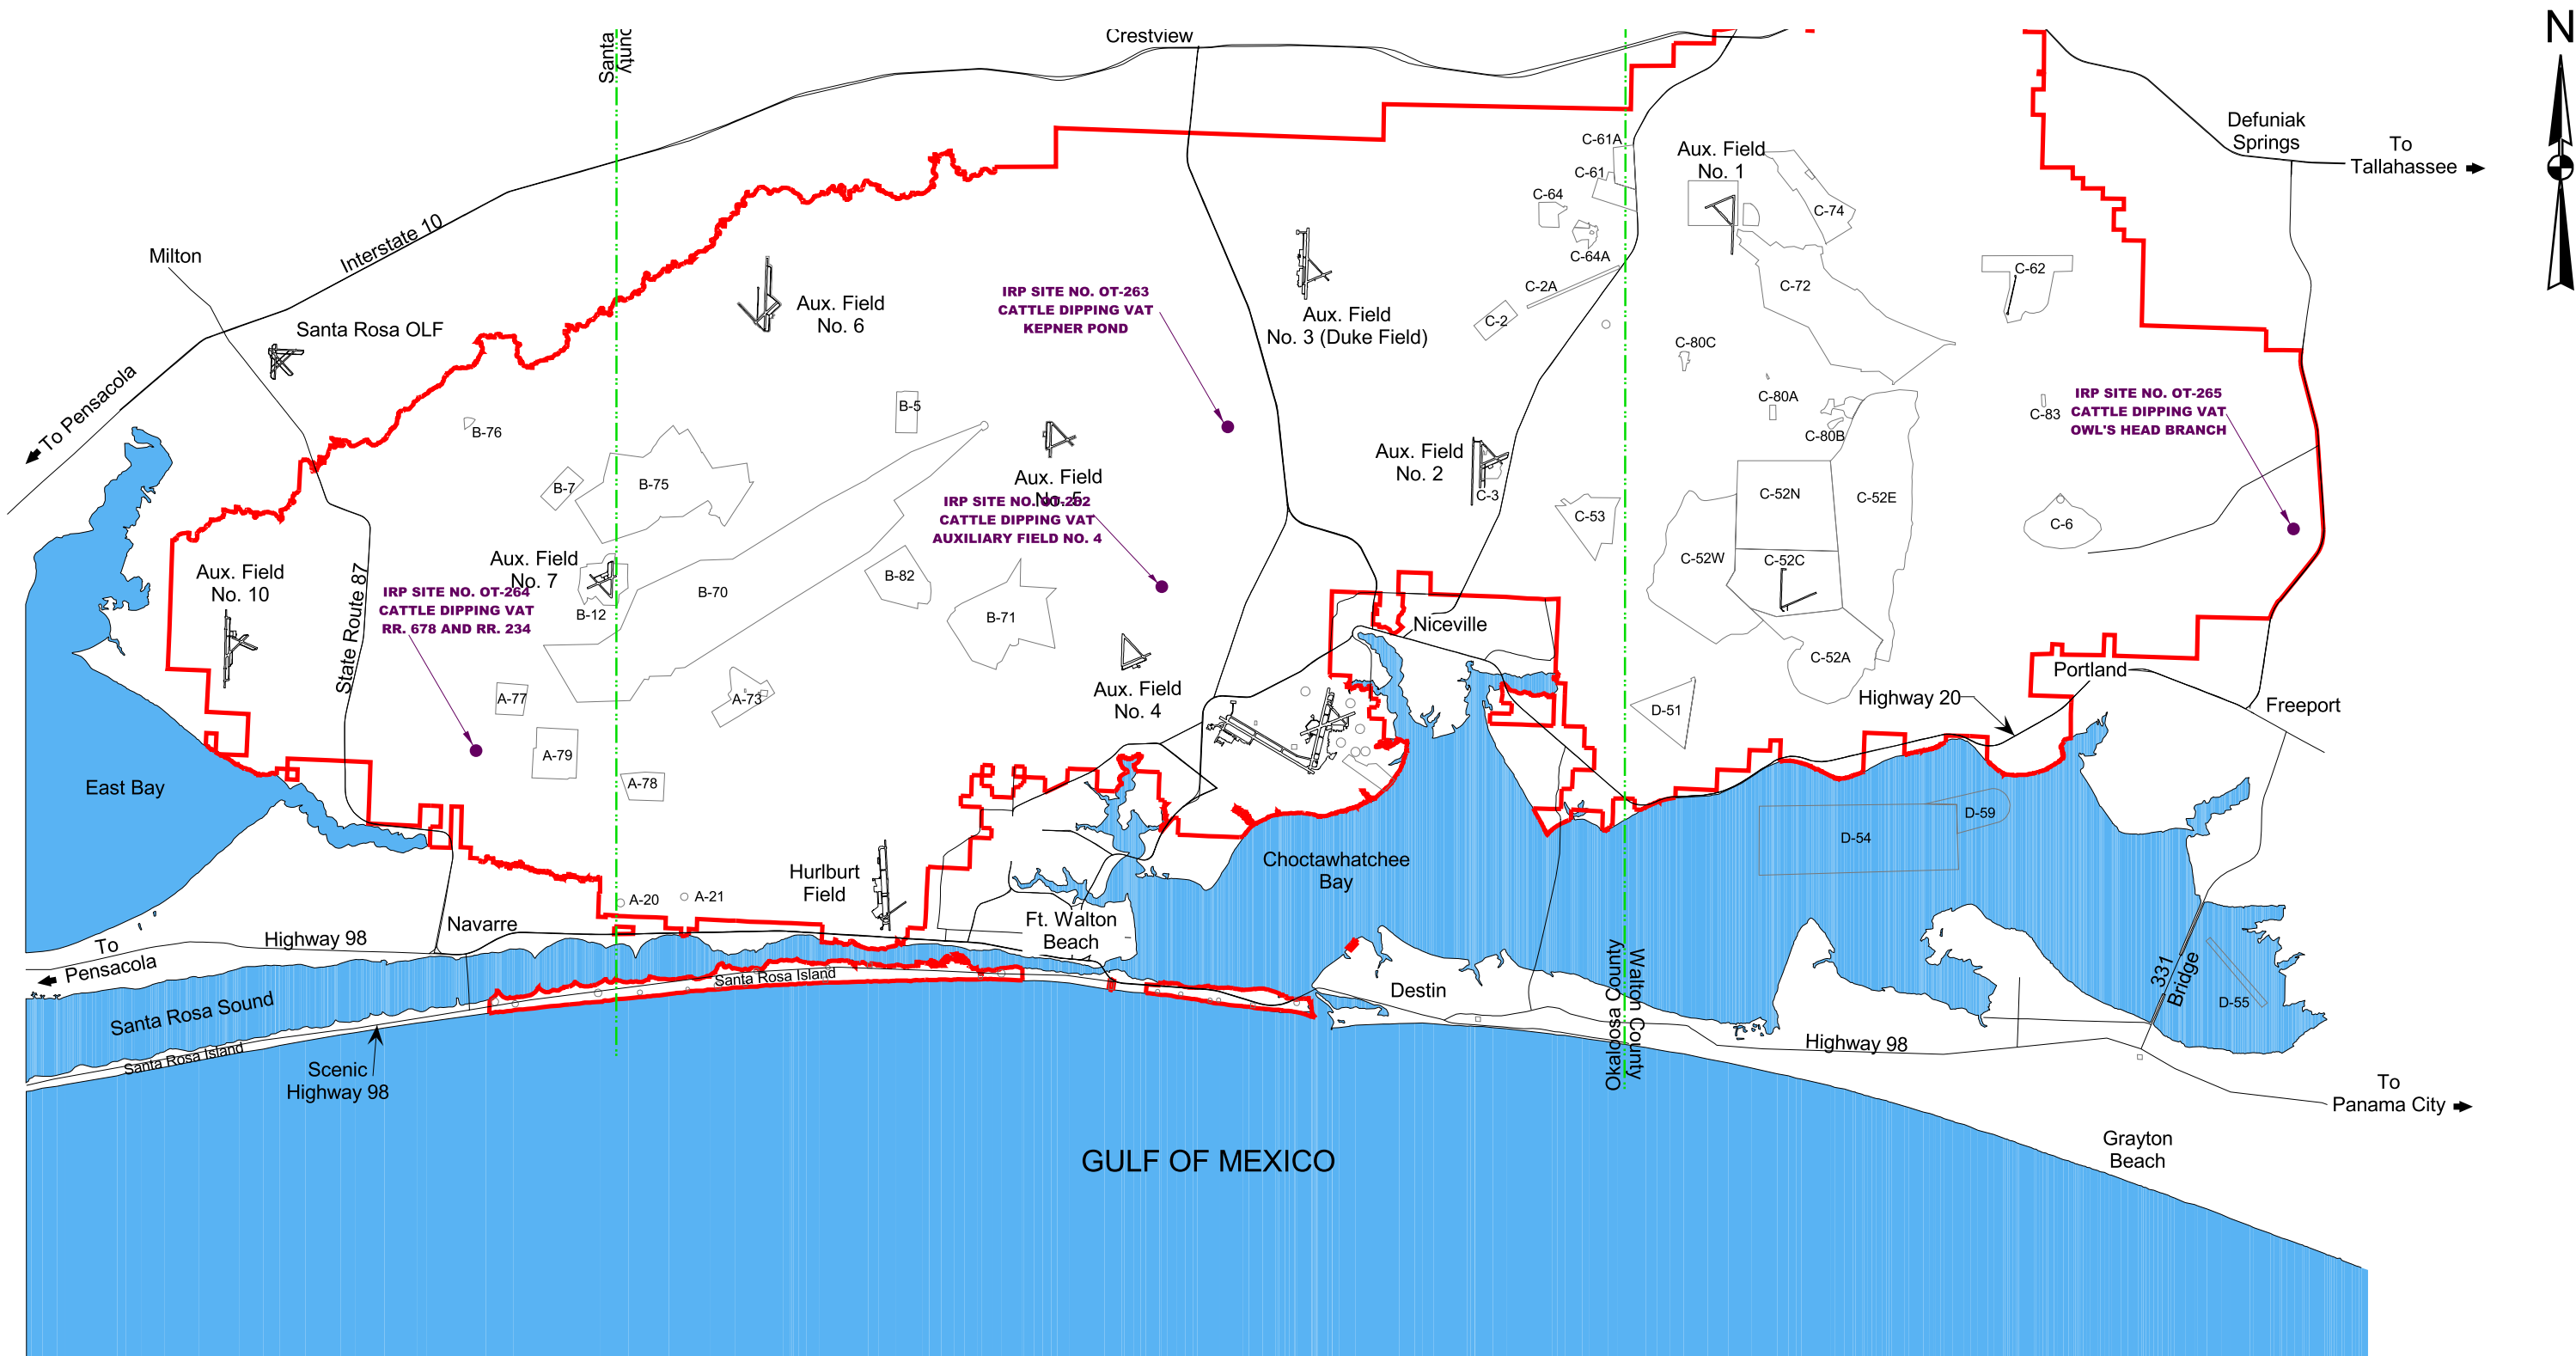 N
Crestview
Santa
unty
Defuniak
Springs
To
Tallahassee
C-61A
Aux. Field
No. 1
C-61
C-64
C-74
C-64A
Interstate 10
Milton
C-62
C-2A
C-72
IRP SITE NO. OT-263
CATTLE DIPPING VAT
KEPNER POND
Aux. Field
No. 6
Aux. Field
No. 3 (Duke Field)
C-2
Santa Rosa OLF
C-80C
To Pensacola
B-5
C-80A
C-83
IRP SITE NO. OT-265
CATTLE DIPPING VAT
OWL'S HEAD BRANCH
B-76
C-80B
Aux. Field
No. 2
B-7
B-75
Aux. Field
No. 5
C-3
C-52N
C-52E
IRP SITE NO. OT-262
CATTLE DIPPING VAT
AUXILIARY FIELD NO. 4
C-53
C-6
Aux. Field
No. 7
C-52W
C-52C
Aux. Field
No. 10
B-82
IRP SITE NO. OT-264
CATTLE DIPPING VAT
RR. 678 AND RR. 234
B-12
B-70
B-71
State Route 87
Niceville
C-52A
Portland
Aux. Field
No. 4
A-77
A-73
Highway 20
D-51
Freeport
A-79
A-78
East Bay
D-59
D-54
Hurlburt
Field
Choctawhatchee
Bay
A-20
A-21
Navarre
Ft. Walton
Beach
To
Pensacola
Highway 98
Santa Rosa Island
Destin
Okaloosa County
Walton County
331
Bridge
D-55
Santa Rosa Sound
Santa Rosa Island
Scenic
Highway 98
Highway 98
To
Panama City
Grayton
Beach
GULF OF MEXICO